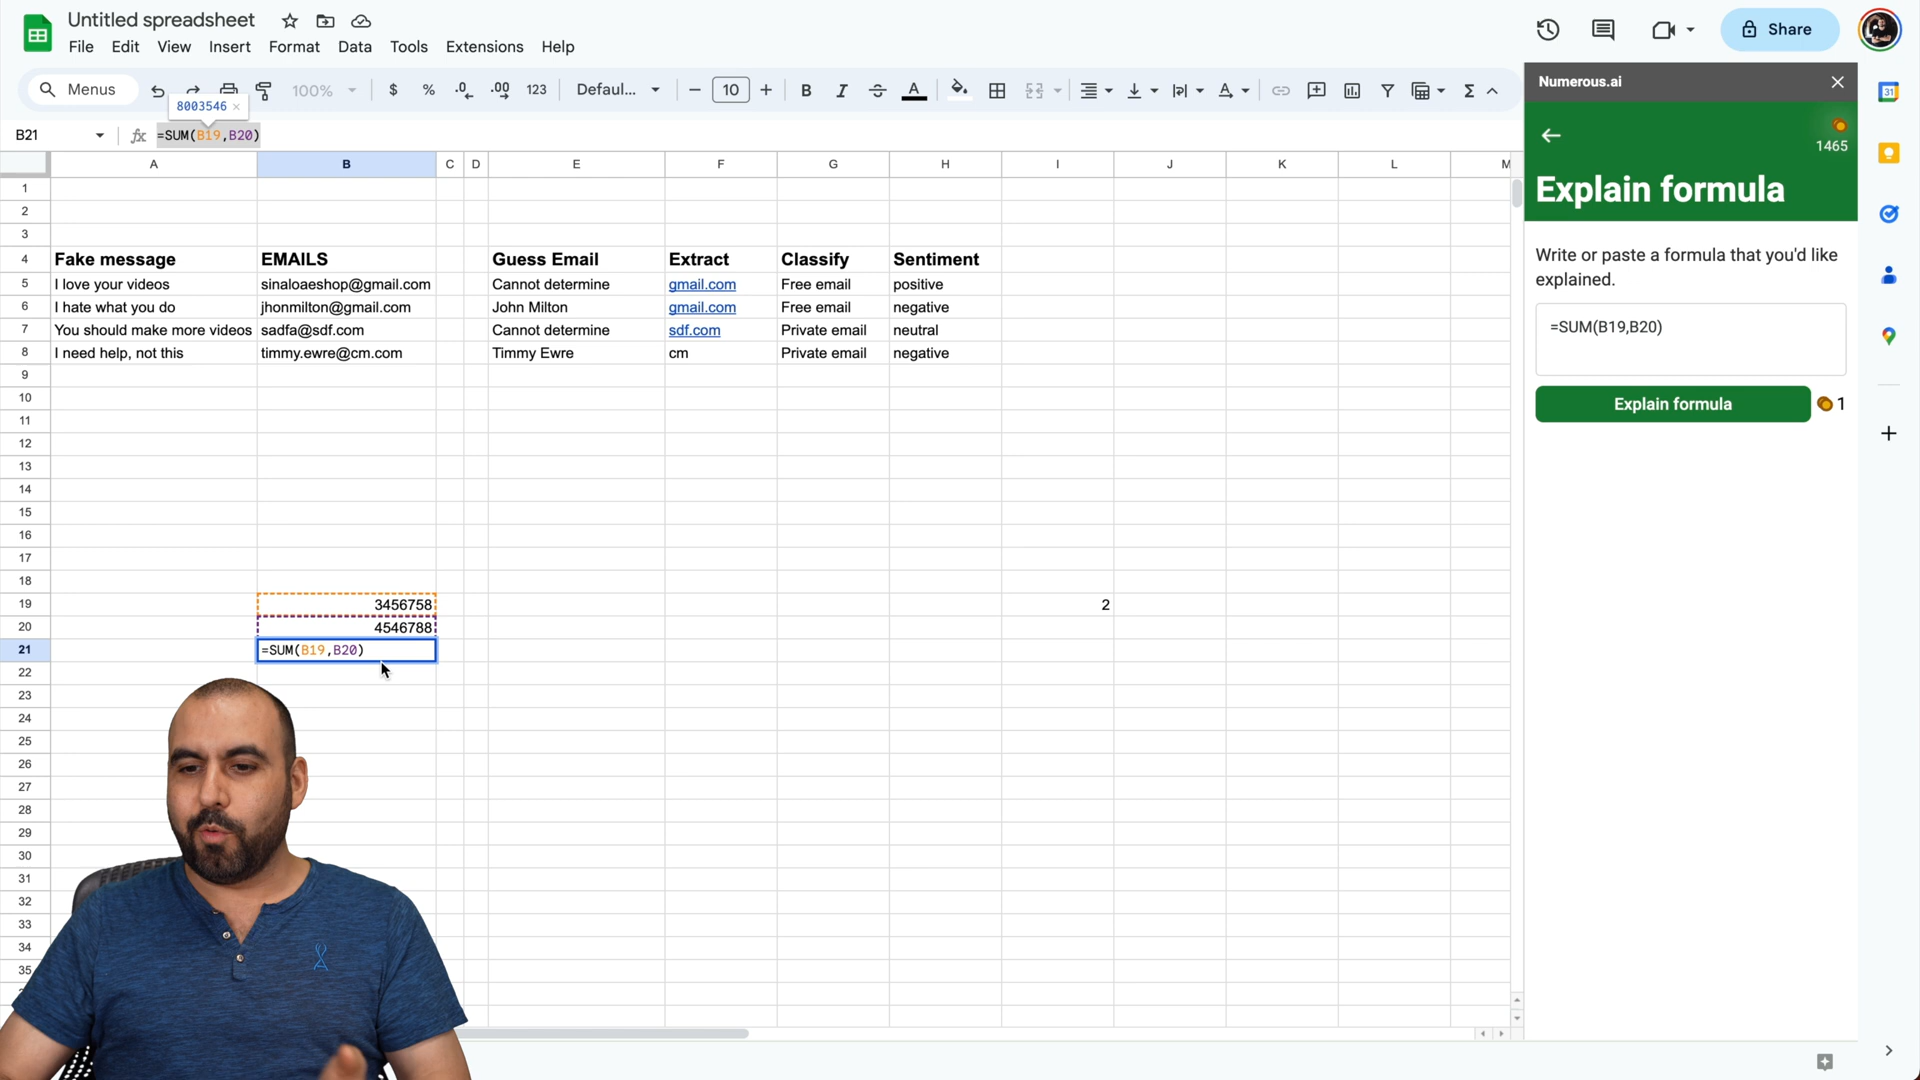 Untitled spreadsheet
File Edit View Insert Format Data Tools Extensions Help
Share
Menus 100% $ % .0 .00 123 Defaul... 10 B I A
8003546
B21 =SUM(B19,B20)
A B C D E F G H I J K L M
1
2
3
4 Fake message EMAILS Guess Email Extract Classify Sentiment
5 I love your videos sinaloaeshop@gmail.com Cannot determine gmail.com Free email positive
6 I hate what you do jhonmilton@gmail.com John Milton gmail.com Free email negative
7 You should make more videos sadfa@sdf.com Cannot determine sdf.com Private email neutral
8 I need help, not this timmy.ewre@cm.com Timmy Ewre cm Private email negative
9
10
11
12
13
14
15
16
17
18
19 3456758 2
20 4546788
21 =SUM(B19,B20)
22
23
24
25
26
27
28
29
30
31
32
33
34
35
Numerous.ai
1465
Explain formula
Write or paste a formula that you'd like
explained.
=SUM(B19,B20)
Explain formula 1
31